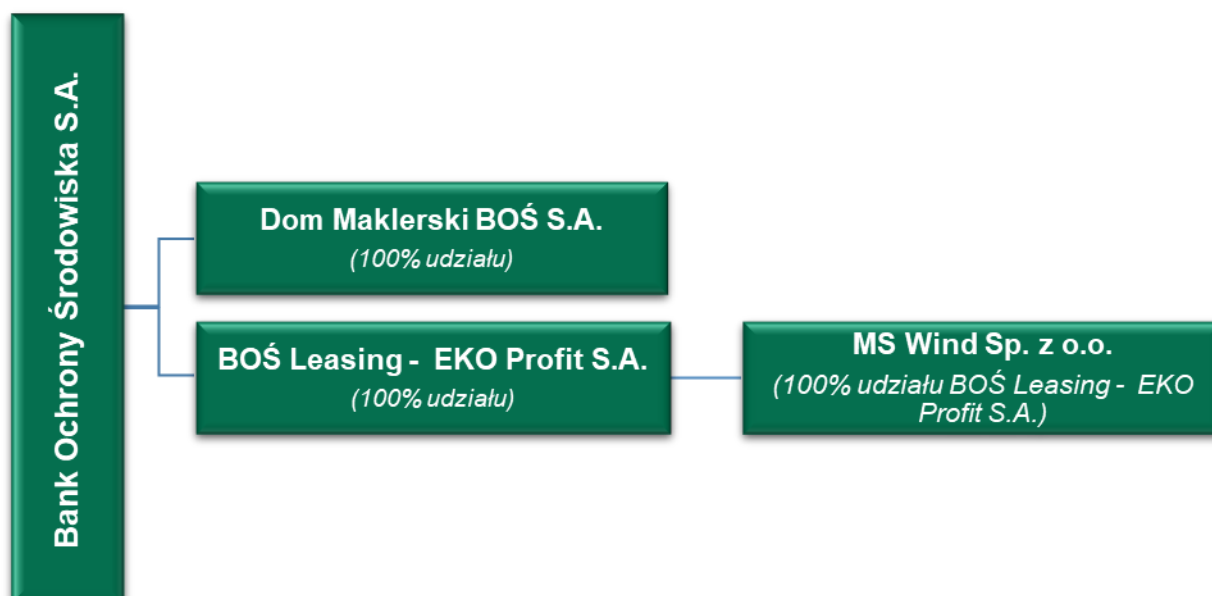 Bank Ochrony Środowiska S.A.
Dom Maklerski BOŚ S.A.
(100% udziału)
BOŚ Leasing - EKO Profit S.A.
(100% udziału)
MS Wind Sp. z o.o.
(100% udziału BOŚ Leasing - EKO
Profit S.A.)